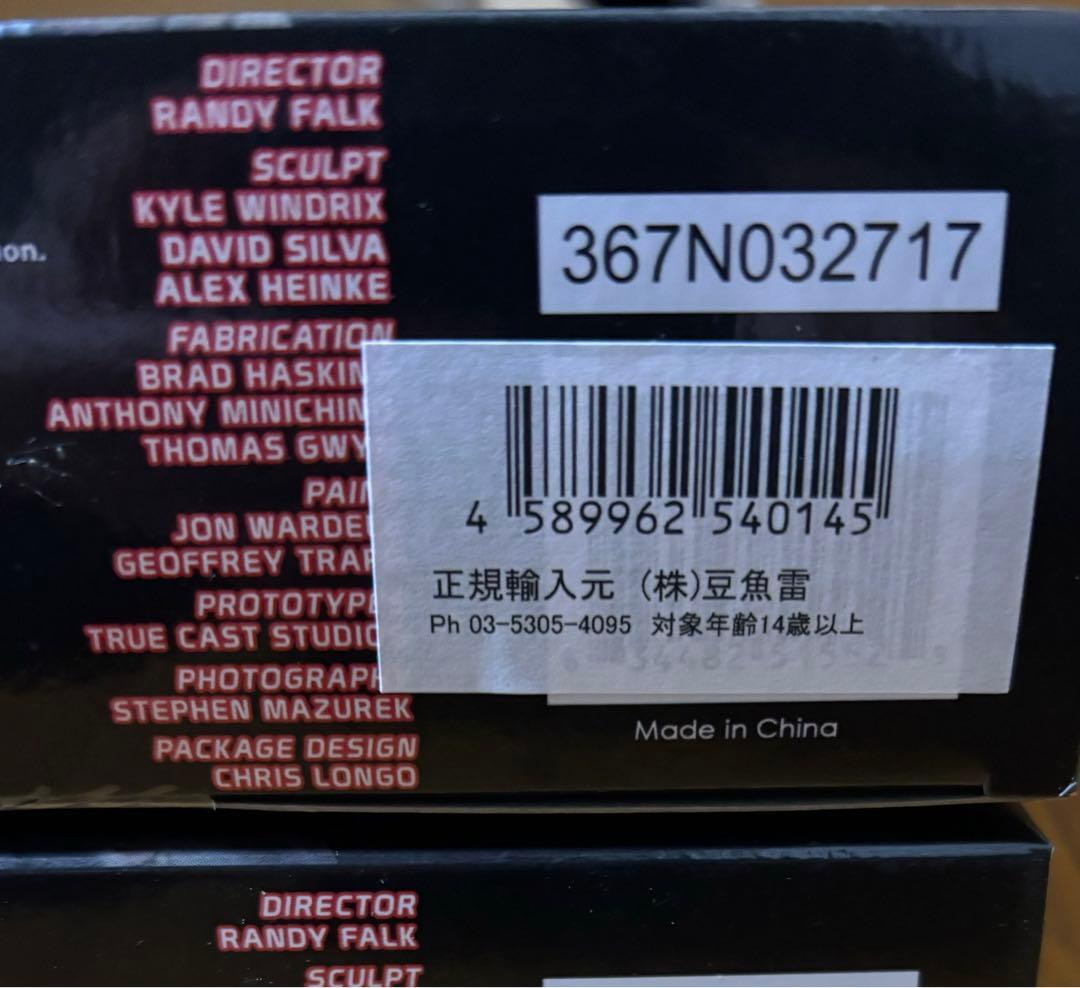 DIRECTOR
RANDY FALK
SCULPT
KYLE WINDRIX
DAVID SILVA
ALEX HEINKE
FABRICATION
BRAD HASKIN
ANTHONY MINICHIN
THOMAS GWY
PAI
JON WARDE
GEOFFREY TRA
PROTOTYPE
TRUE CAST STUDIO
PHOTOGRAPH
STEPHEN MAZUREK
PACKAGE DESIGN
CHRIS LONGO
ion.
367N032717
4 589962 540145
正規輸入元 (株)豆魚雷
Ph 03-5305-4095 対象年齢14歳以上
Made in China
DIRECTOR
RANDY FALK
SCULPT